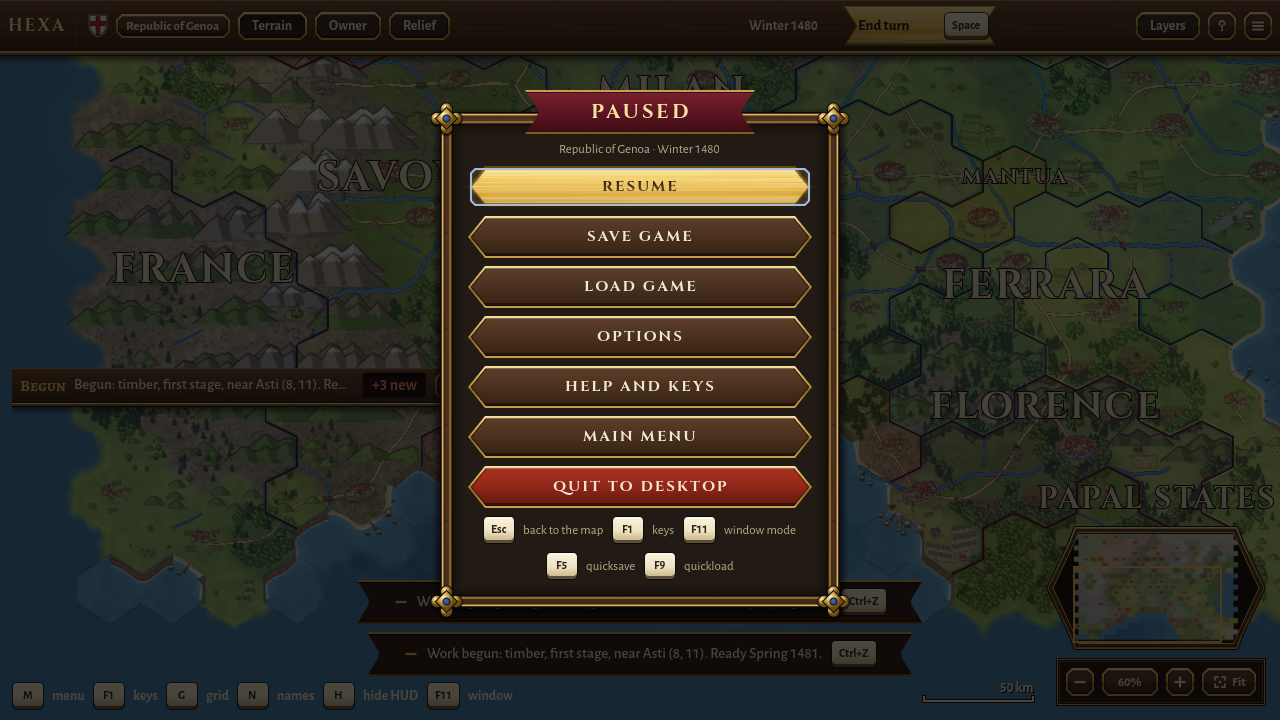 HEXA Republic of Genoa Terrain Owner Relief Winter 1480 End turn Space Layers ?
MILAN
PAUSED
Republic of Genoa · Winter 1480
SAVO
MANTUA
RESUME
SAVE GAME
FRANCE
FERRARA
LOAD GAME
OPTIONS
Begun Begun: timber, first stage, near Asti (8, 11). Re... +3 new
HELP AND KEYS
FLORENCE
MAIN MENU
QUIT TO DESKTOP
PAPAL STATES
Esc back to the map F1 keys F11 window mode
F5 quicksave F9 quickload
Ctrl+Z
Work begun: timber, first stage, near Asti (8, 11). Ready Spring 1481. Ctrl+Z
M menu F1 keys G grid N names H hide HUD F11 window
50 km
60% Fit